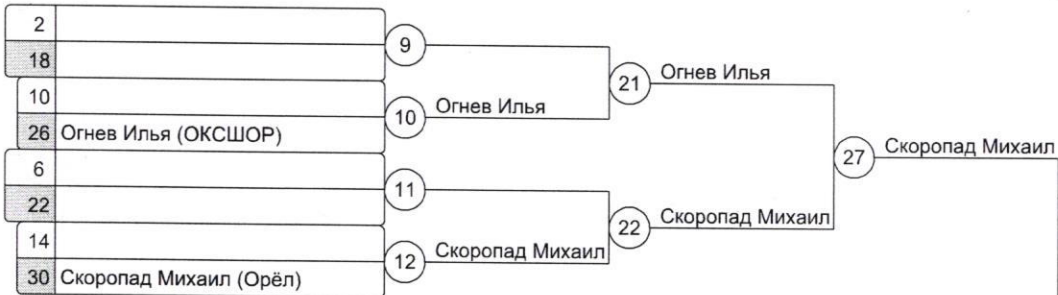 2
18
9
21 Огнев Илья
10
10 Огнев Илья
26 Огнев Илья (ОКСШОР)
27 Скоропад Михаил
6
11
22
22 Скоропад Михаил
14
12 Скоропад Михаил
30 Скоропад Михаил (Орёл)